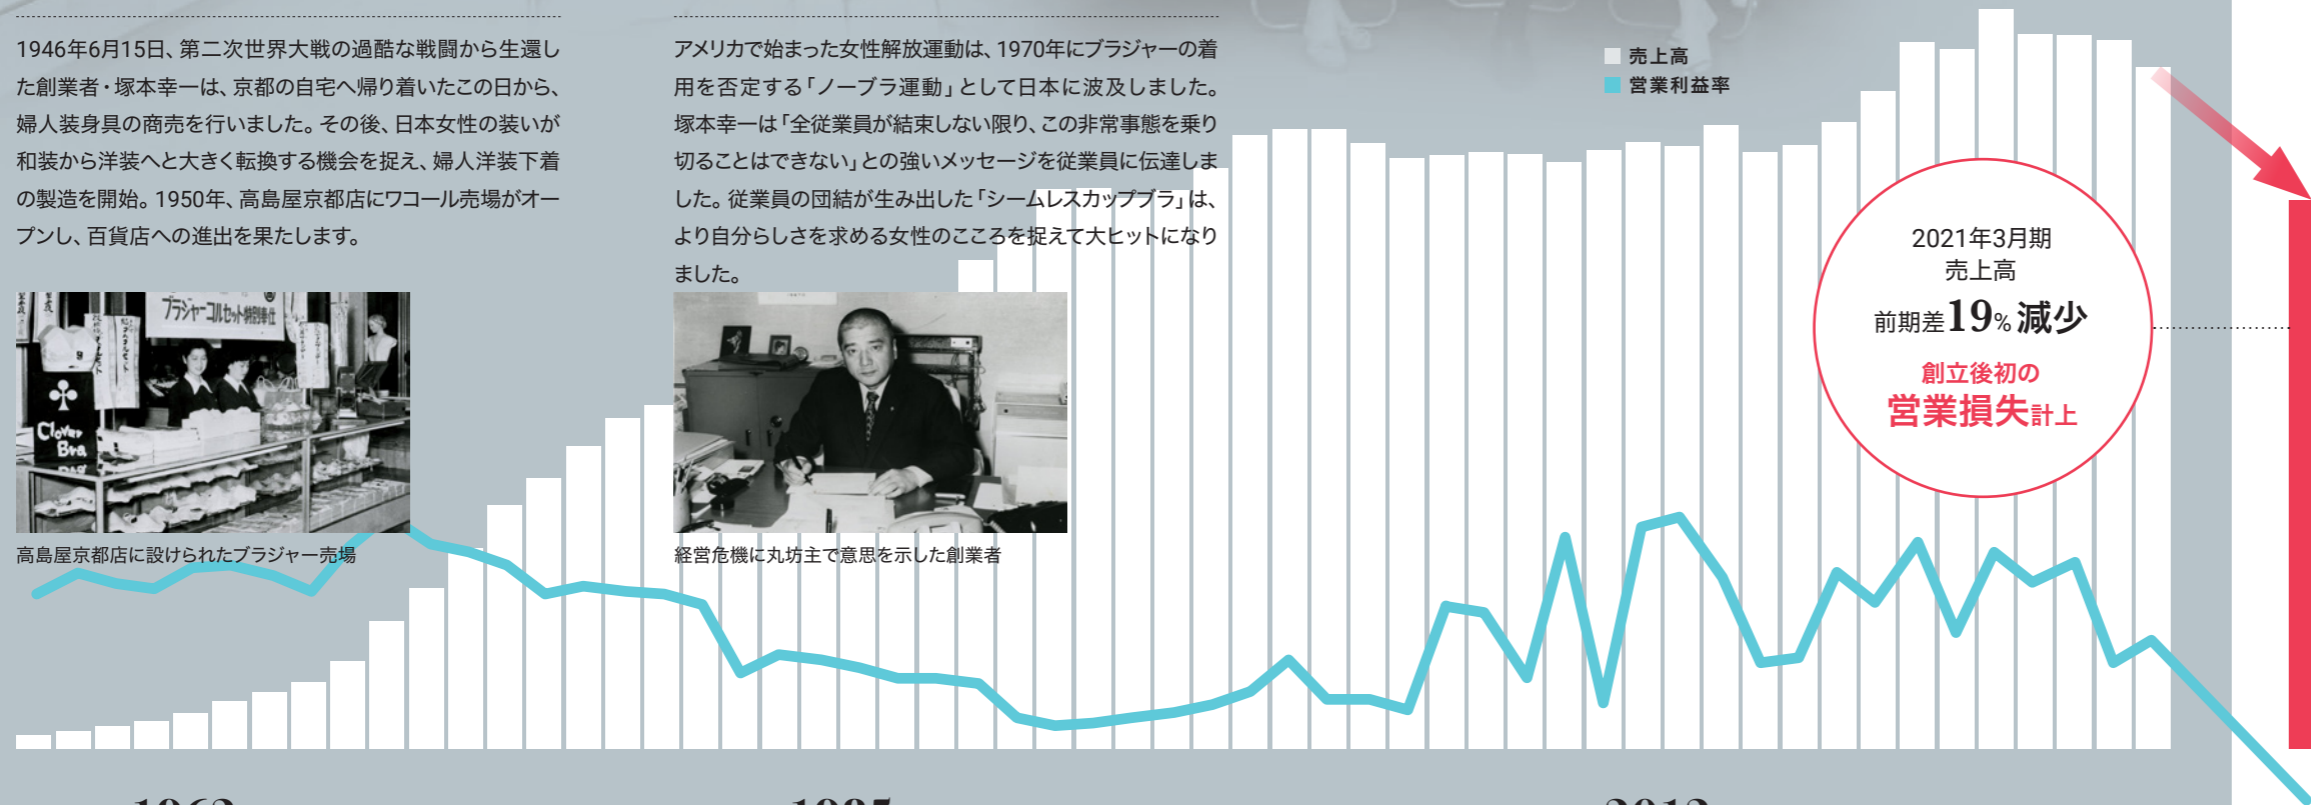 1946年6月15日、第二次世界大戦の過酷な戦闘から生還し
た創業者・塚本幸一は、京都の自宅へ帰り着いたこの日から、
婦人装身具の商売を行いました。その後、日本女性の装いが
和装から洋装へと大きく転換する機会を捉え、婦人洋装下着
の製造を開始。1950年、高島屋京都店にワコール売場がオー
プンし、百貨店への進出を果たします。
ブラジャーコルセット特別奉仕
Clover
Bra
高島屋京都店に設けられたブラジャー売場
アメリカで始まった女性解放運動は、1970年にブラジャーの着
用を否定する「ノーブラ運動」として日本に波及しました。
塚本幸一は「全従業員が結束しない限り、この非常事態を乗り
切ることはできない」との強いメッセージを従業員に伝達しま
した。従業員の団結が生み出した「シームレスカップブラ」は、
より自分らしさを求める女性のこころを捉えて大ヒットになり
ました。
経営危機に丸坊主で意思を示した創業者
売上高
営業利益率
2021年3月期
売上高
前期差19%減少
創立後初の
営業損失計上